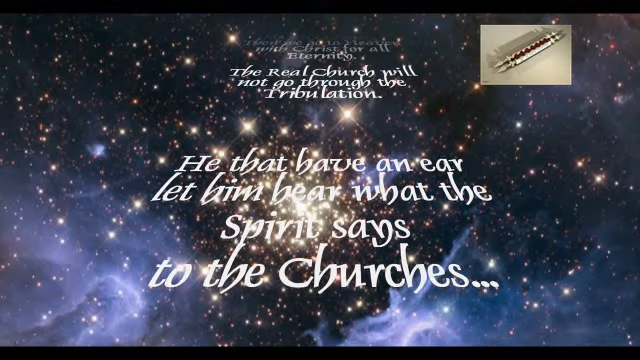 with Christ for all
Eternity.
The Real Church will
not go through the
Tribulation.
He that have an ear
let him hear what the
Spirit says
to the Churches...